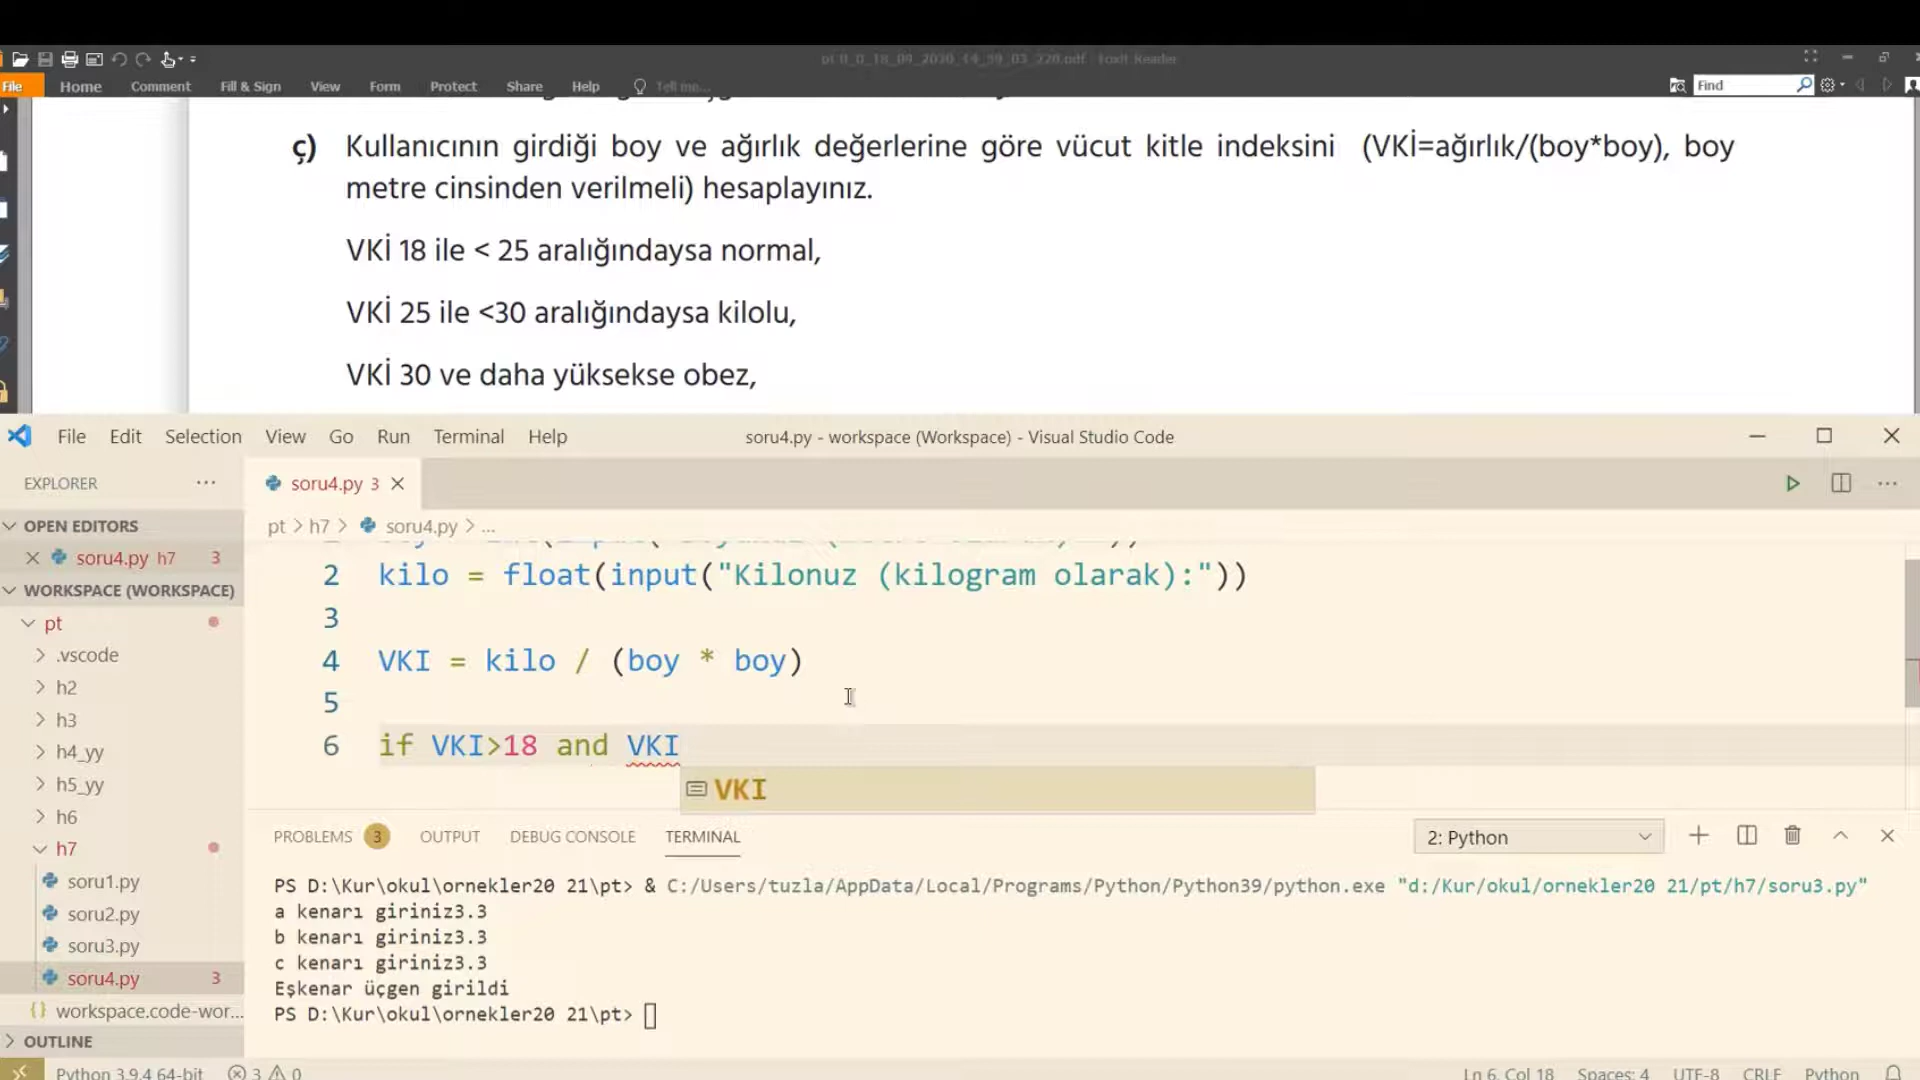 File Home Comment Fill & Sign View Form Protect Share Help Tell me... Find
ç) Kullanıcının girdiği boy ve ağırlık değerlerine göre vücut kitle indeksini (VKİ=ağırlık/(boy*boy), boy
metre cinsinden verilmeli) hesaplayınız.
VKİ 18 ile < 25 aralığındaysa normal,
VKİ 25 ile <30 aralığındaysa kilolu,
VKİ 30 ve daha yüksekse obez,
File Edit Selection View Go Run Terminal Help soru4.py - workspace (Workspace) - Visual Studio Code
EXPLORER ...
soru4.py 3
OPEN EDITORS
soru4.py h7 3
WORKSPACE (WORKSPACE)
pt
.vscode
h2
h3
h4_yy
h5_yy
h6
h7
soru1.py
soru2.py
soru3.py
soru4.py 3
workspace.code-wor...
OUTLINE
pt > h7 > soru4.py > ...
2 kilo = float(input("Kilonuz (kilogram olarak):"))
3
4 VKI = kilo / (boy * boy)
5
6 if VKI>18 and VKI
VKI
PROBLEMS 3 OUTPUT DEBUG CONSOLE TERMINAL 2: Python
PS D:\Kur\okul\ornekler20 21\pt> & C:/Users/tuzla/AppData/Local/Programs/Python/Python39/python.exe "d:/Kur/okul/ornekler20 21/pt/h7/soru3.py"
a kenarı giriniz3.3
b kenarı giriniz3.3
c kenarı giriniz3.3
Eşkenar üçgen girildi
PS D:\Kur\okul\ornekler20 21\pt>
Python 3.9.4 64-bit 3 0 Ln 6, Col 18 Spaces: 4 UTF-8 CRLF Python